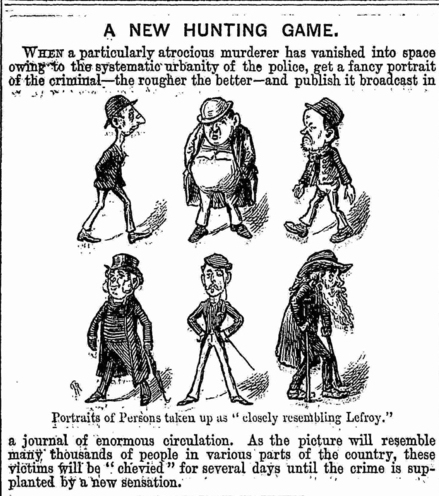 A NEW HUNTING GAME.
WHEN a particularly atrocious murderer has vanished into space
owing to the systematic urbanity of the police, get a fancy portrait
of the criminal—the rougher the better—and publish it broadcast in
Portraits of Persons taken up as "closely resembling Lefroy."
a journal of enormous circulation. As the picture will resemble
many thousands of people in various parts of the country, these
victims will be "chevied" for several days until the crime is sup-
planted by a new sensation.